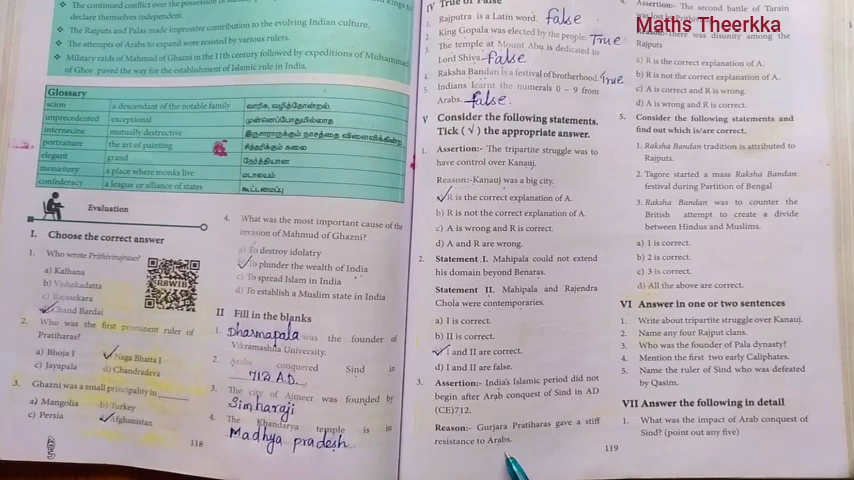 The continued conflict over the possession of
declare themselves independent.
The Rajputs and Palas made impressive contribution to the evolving Indian culture.
The attempts of Arabs to expand were resisted by various rulers.
Military raids of Mahmud of Ghazni in the 11th century followed by expeditions of Muhammad
of Ghor paved the way for the establishment of Islamic rule in India.
Glossary
scion a descendant of the notable family வாரிசு, வழித்தோன்றல்
unprecedented exceptional முன்னெப்போதுமில்லாத
internecine mutually destructive இருசாராருக்கும் நாசத்தை விளைவிக்கின்ற
portraiture the art of painting சித்தரிக்கும் கலை
elegant grand நேர்த்தியான
monastery a place where monks live மடாலயம்
confederacy a league or alliance of states கூட்டமைப்பு
Evaluation
I. Choose the correct answer
1. Who wrote Prithivirajraso?
a) Kalhana
b) Vishakadatta
c) Rajasekara
d) Chand Bardai
R8W1B
2. Who was the first prominent ruler of
Pratiharas?
a) Bhoja I b) Naga Bhatta I
c) Jayapala d) Chandradeva
3. Ghazni was a small principality in
a) Mangolia b) Turkey
c) Persia d) Afghanistan
118
4. What was the most important cause of the
invasion of Mahmud of Ghazni?
a) To destroy idolatry
b) To plunder the wealth of India
c) To spread Islam in India
d) To establish a Muslim state in India
II Fill in the blanks
1. Dharmapala was the founder of
Vikramashila University.
2. Arabs conquered Sind in
712 A.D.
3. The city of Ajmeer was founded by
Simharaji
4. The Khandarya temple is in
Madhya pradesh
IV True or False
1. Rajputra is a Latin word. false
2. King Gopala was elected by the people. True
3. The temple at Mount Abu is dedicated to
Lord Shiva. false
4. Raksha Bandan is a festival of brotherhood. True
5. Indians learnt the numbers 0 – 9 from
Arabs. false.
V Consider the following statements.
Tick (√) the appropriate answer.
1. Assertion:- The tripartite struggle was to
have control over Kanauj.
Reason:- Kanauj was a big city.
a) R is the correct explanation of A.
b) R is not the correct explanation of A.
c) A is wrong and R is correct.
d) A and R are wrong.
2. Statement I. Mahipala could not extend
his domain beyond Benaras.
Statement II. Mahipala and Rajendra
Chola were contemporaries.
a) I is correct.
b) II is correct.
c) I and II are correct.
d) I and II are false.
3. Assertion:- India's Islamic period did not
begin after Arab conquest of Sind in AD
(CE)712.
Reason:- Gurjara Pratiharas gave a stiff
resistance to Arabs.
119
4. Assertion:- The second battle of Tarain
was lost by
Reason:- There was disunity among the
Rajputs
a) R is the correct explanation of A.
b) R is not the correct explanation of A.
c) A is correct and R is wrong.
d) A is wrong and R is correct.
5. Consider the following statements and
find out which is/are correct.
1. Raksha Bandan tradition is attributed to
Rajputs.
2. Tagore started a mass Raksha Bandan
festival during Partition of Bengal
3. Raksha Bandan was to counter the
British attempt to create a divide
between Hindus and Muslims.
a) 1 is correct.
b) 2 is correct.
c) 3 is correct.
d) All the above are correct.
VI Answer in one or two sentences
1. Write about tripartite struggle over Kanauj.
2. Name any four Rajput clans.
3. Who was the founder of Pala dynasty?
4. Mention the first two early Caliphates.
5. Name the ruler of Sind who was defeated
by Qasim.
VII Answer the following in detail
1. What was the impact of Arab conquest of
Sind? (point out any five)
Maths Theerkka